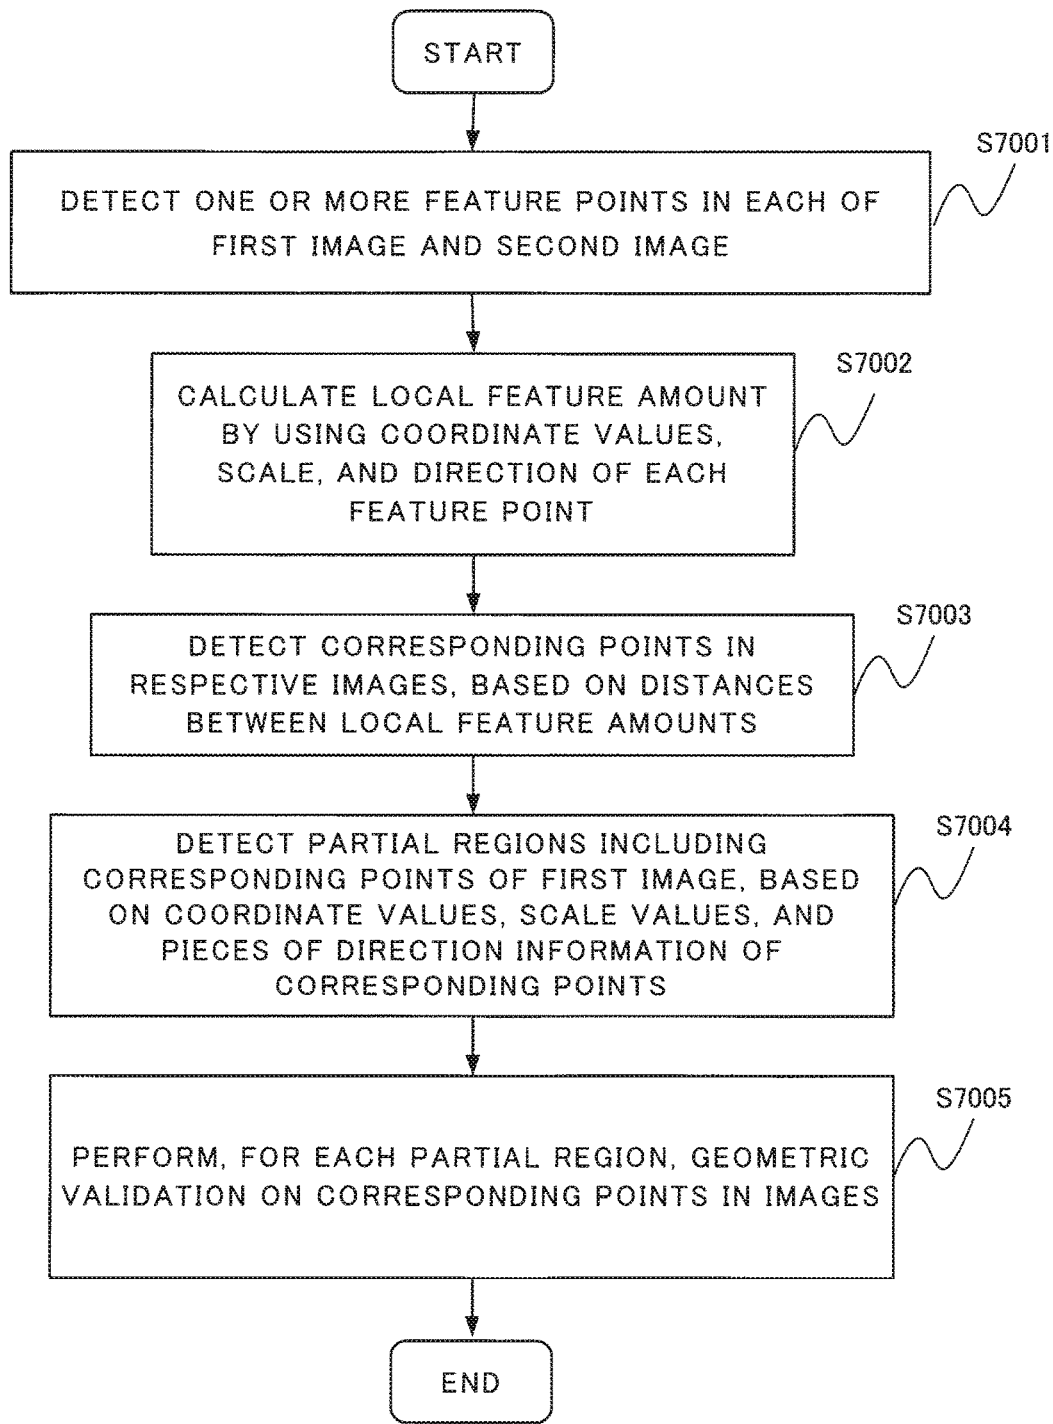 START
S7001
DETECT ONE OR MORE FEATURE POINTS IN EACH OF
FIRST IMAGE AND SECOND IMAGE
S7002
CALCULATE LOCAL FEATURE AMOUNT
BY USING COORDINATE VALUES,
SCALE, AND DIRECTION OF EACH
FEATURE POINT
S7003
DETECT CORRESPONDING POINTS IN
RESPECTIVE IMAGES, BASED ON DISTANCES
BETWEEN LOCAL FEATURE AMOUNTS
S7004
DETECT PARTIAL REGIONS INCLUDING
CORRESPONDING POINTS OF FIRST IMAGE, BASED
ON COORDINATE VALUES, SCALE VALUES, AND
PIECES OF DIRECTION INFORMATION OF
CORRESPONDING POINTS
S7005
PERFORM, FOR EACH PARTIAL REGION, GEOMETRIC
VALIDATION ON CORRESPONDING POINTS IN IMAGES
END